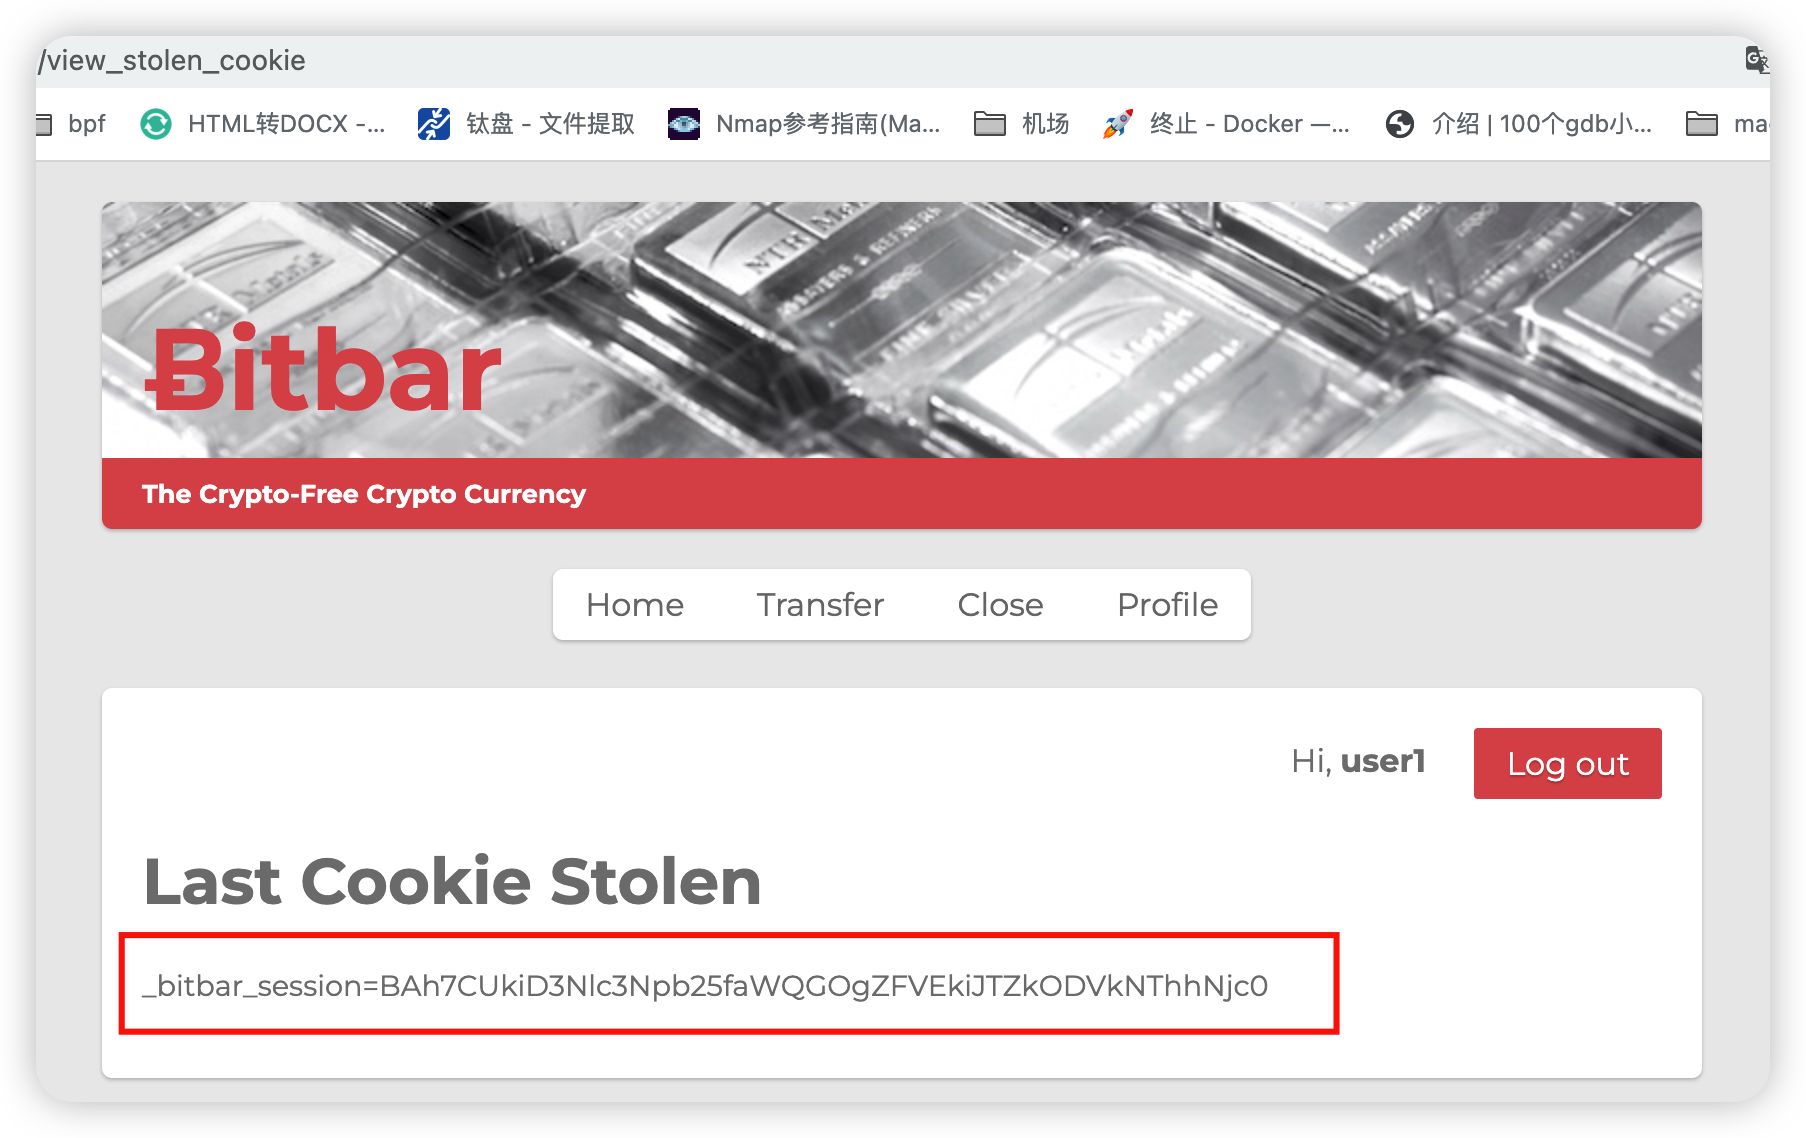 /view_stolen_cookie
bpf HTML转DOCX -... 钛盘 - 文件提取 Nmap参考指南(Ma... 机场 终止 - Docker —... 介绍 | 100个gdb小... ma
Bitbar
The Crypto-Free Crypto Currency
Home Transfer Close Profile
Hi, user1 Log out
Last Cookie Stolen
_bitbar_session=BAh7CUkiD3Nlc3Npb25faWQGOgZFVEkiJTZkODVkNThhNjc0